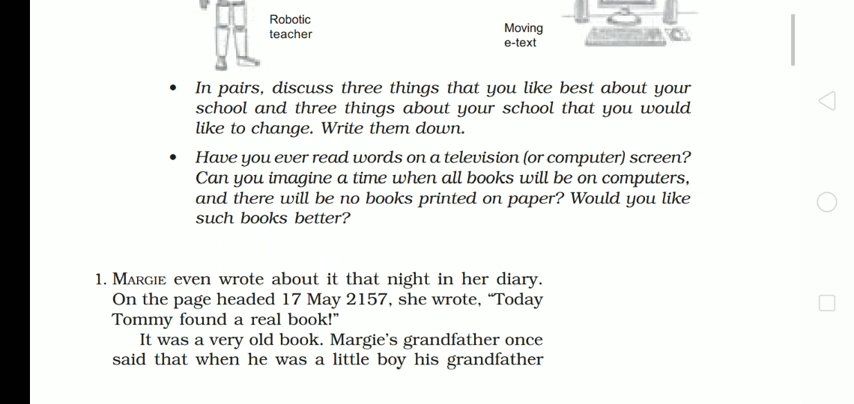 Robotic
teacher
Moving
e-text
• In pairs, discuss three things that you like best about your
school and three things about your school that you would
like to change. Write them down.
• Have you ever read words on a television (or computer) screen?
Can you imagine a time when all books will be on computers,
and there will be no books printed on paper? Would you like
such books better?
1. MARGIE even wrote about it that night in her diary.
On the page headed 17 May 2157, she wrote, “Today
Tommy found a real book!”
It was a very old book. Margie’s grandfather once
said that when he was a little boy his grandfather